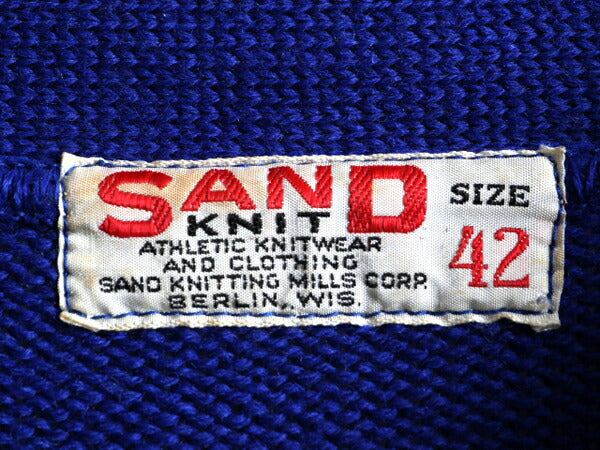 SAND
KNIT
ATHLETIC KNITWEAR
AND CLOTHING
SAND KNITTING MILLS CORP.
BERLIN, WIS.
SIZE
42